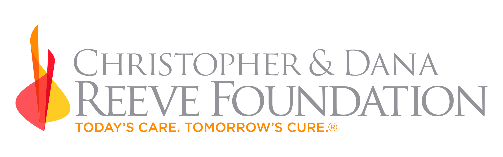 CHRISTOPHER & DANA
REEVE FOUNDATION
TODAY'S CARE. TOMORROW'S CURE.®